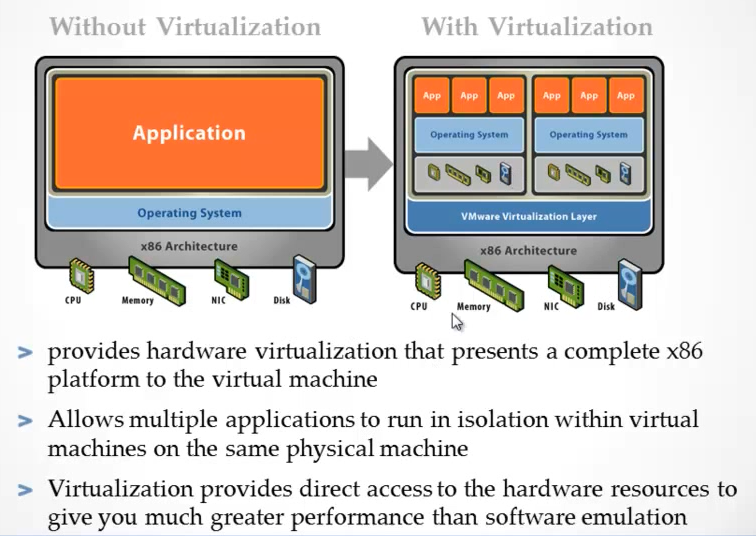 Without Virtualization
With Virtualization
Application
Operating System
x86 Architecture
CPU
Memory
NIC
Disk
App App App
App App App
Operating System
Operating System
VMware Virtualization Layer
x86 Architecture
CPU
Memory
NIC
Disk
> provides hardware virtualization that presents a complete x86
platform to the virtual machine
> Allows multiple applications to run in isolation within virtual
machines on the same physical machine
> Virtualization provides direct access to the hardware resources to
give you much greater performance than software emulation